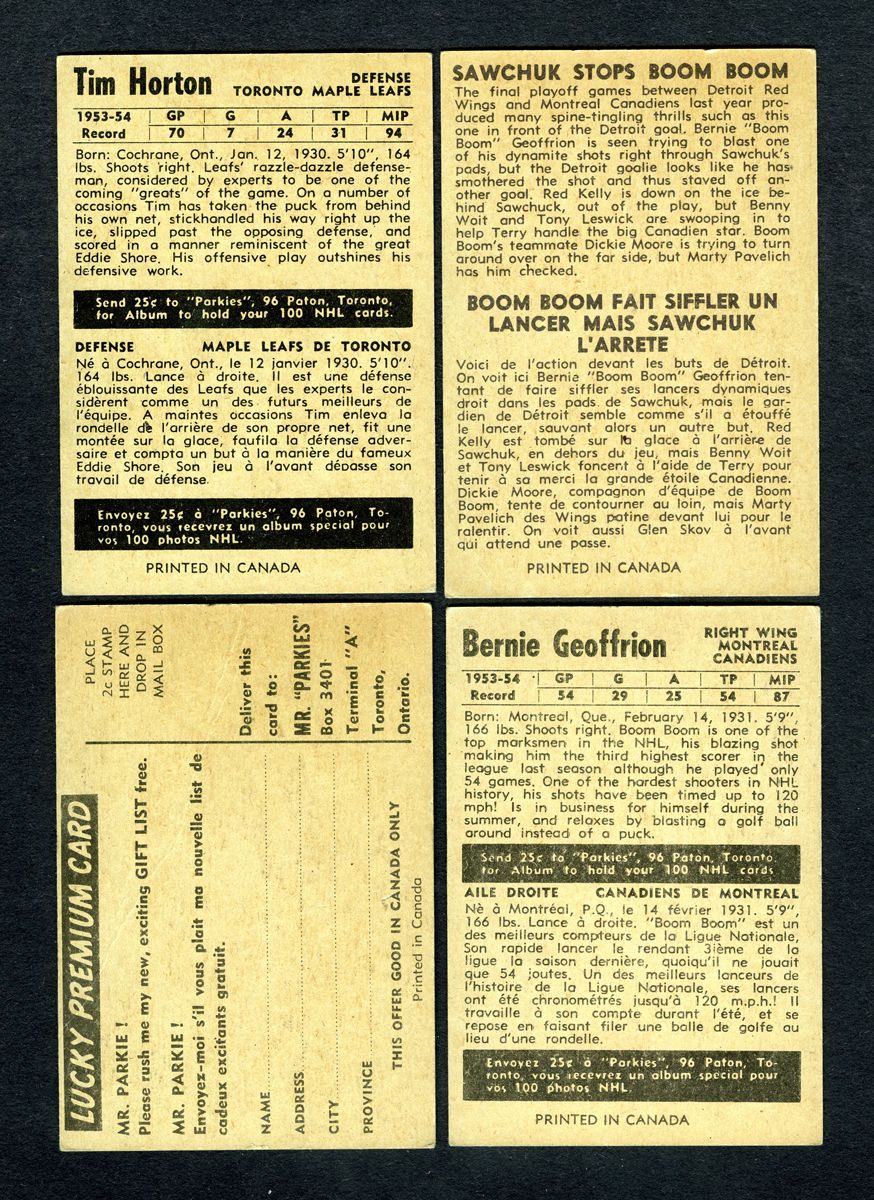 Tim Horton DEFENSE
TORONTO MAPLE LEAFS
1953-54 GP G A TP MIP
Record 70 7 24 31 94
Born: Cochrane, Ont., Jan. 12, 1930. 5'10", 164
lbs. Shoots right. Leafs' razzle-dazzle defense-
man, considered by experts to be one of the
coming "greats" of the game. On a number of
occasions Tim has taken the puck from behind
his own net, stickhandled his way right up the
ice, slipped past the opposing defense, and
scored in a manner reminiscent of the great
Eddie Shore. His offensive play outshines his
defensive work.
Send 25¢ to "Parkies", 96 Paton, Toronto,
for Album to hold your 100 NHL cards.
DEFENSE MAPLE LEAFS DE TORONTO
Né à Cochrane, Ont., le 12 janvier 1930. 5'10".
164 lbs. Lance à droite. Il est une défense
éblouissante des Leafs que les experts le con-
sidèrent comme un des futurs meilleurs de
l'équipe. A maintes occasions Tim enleva la
rondelle de l'arrière de son propre net, fit une
montée sur la glace, faufila la défense adver-
saire et compta un but à la manière du fameux
Eddie Shore. Son jeu à l'avant dépasse son
travail de défense.
Envoyez 25¢ à "Parkies", 96 Paton, To-
ronto, vous recevrez un album special pour
vos 100 photos NHL.
PRINTED IN CANADA
SAWCHUK STOPS BOOM BOOM
The final playoff games between Detroit Red
Wings and Montreal Canadiens last year pro-
duced many spine-tingling thrills such as this
one in front of the Detroit goal. Bernie "Boom
Boom" Geoffrion is seen trying to blast one
of his dynamite shots right through Sawchuk's
pads, but the Detroit goalie looks like he has
smothered the shot and thus staved off an-
other goal. Red Kelly is down on the ice be-
hind Sawchuck, out of the play, but Benny
Woit and Tony Leswick are swooping in to
help Terry handle the big Canadien star. Boom
Boom's teammate Dickie Moore is trying to turn
around over on the far side, but Marty Pavelich
has him checked.
BOOM BOOM FAIT SIFFLER UN
LANCER MAIS SAWCHUK
L'ARRETE
Voici de l'action devant les buts de Détroit.
On voit ici Bernie "Boom Boom" Geoffrion ten-
tant de faire siffler ses lancers dynamiques
droit dans les pads de Sawchuk, mais le gar-
dien de Détroit semble comme s'il a étouffé
le lancer, sauvant alors un autre but. Red
Kelly est tombé sur la glace à l'arrière de
Sawchuk, en dehors du jeu, mais Benny Woit
et Tony Leswick foncent à l'aide de Terry pour
tenir à sa merci la grande étoile Canadienne.
Dickie Moore, compagnon d'équipe de Boom
Boom, tente de contourner au loin, mais Marty
Pavelich des Wings patine devant lui pour le
ralentir. On voit aussi Glen Skov à l'avant
qui attend une passe.
PRINTED IN CANADA
LUCKY PREMIUM CARD
PLACE
2c STAMP
HERE AND
DROP IN
MAIL BOX
MR. PARKIE !
Please rush me my new, exciting GIFT LIST free.
MR. PARKIE !
Envoyez-moi s'il vous plait ma nouvelle list de
cadeux excitants gratuit.
Deliver this
card to:
MR. "PARKIES"
Box 3401
Terminal "A"
Toronto,
Ontario.
NAME
ADDRESS
CITY
PROVINCE
THIS OFFER GOOD IN CANADA ONLY
Printed in Canada
Bernie Geoffrion RIGHT WING
MONTREAL
CANADIENS
1953-54 GP G A TP MIP
Record 54 29 25 54 87
Born: Montreal, Que., February 14, 1931. 5'9",
166 lbs. Shoots right. Boom Boom is one of the
top marksmen in the NHL, his blazing shot
making him the third highest scorer in the
league last season although he played only
54 games. One of the hardest shooters in NHL
history, his shots have been timed up to 120
mph! Is in business for himself during the
summer, and relaxes by blasting a golf ball
around instead of a puck.
Send 25¢ to "Parkies", 96 Paton, Toronto,
for Album to hold your 100 NHL cards
AILE DROITE CANADIENS DE MONTREAL
Nè à Montréal, P.Q., le 14 février 1931. 5'9",
166 lbs. Lance à droite. "Boom Boom" est un
des meilleurs compteurs de la Ligue Nationale,
Son rapide lancer le rendant 3ième de la
ligue la saison dernière, quoiqu'il ne jouait
que 54 joutes. Un des meilleurs lanceurs de
l'histoire de la Ligue Nationale, ses lancers
ont été chronométrés jusqu'à 120 m.p.h.! Il
travaille à son compte durant l'été, et se
repose en faisant filer une balle de golfe au
lieu d'une rondelle.
Envoyez 25¢ à "Parkies", 96 Paton, To-
ronto, vous recevrez un album special pour
vos 100 photos NHL.
PRINTED IN CANADA